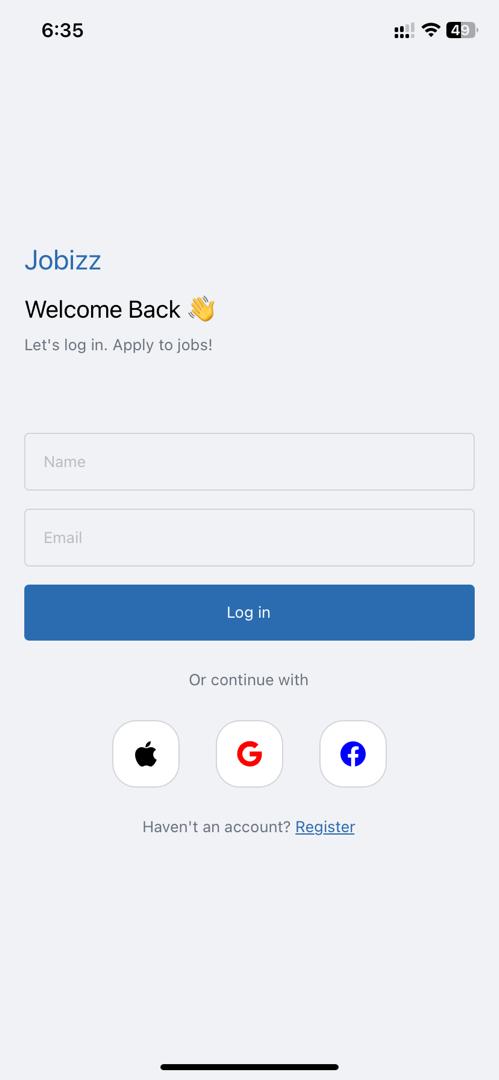 6:35
49
Jobizz
Welcome Back 👋
Let's log in. Apply to jobs!
Name
Email
Log in
Or continue with
Haven't an account? Register